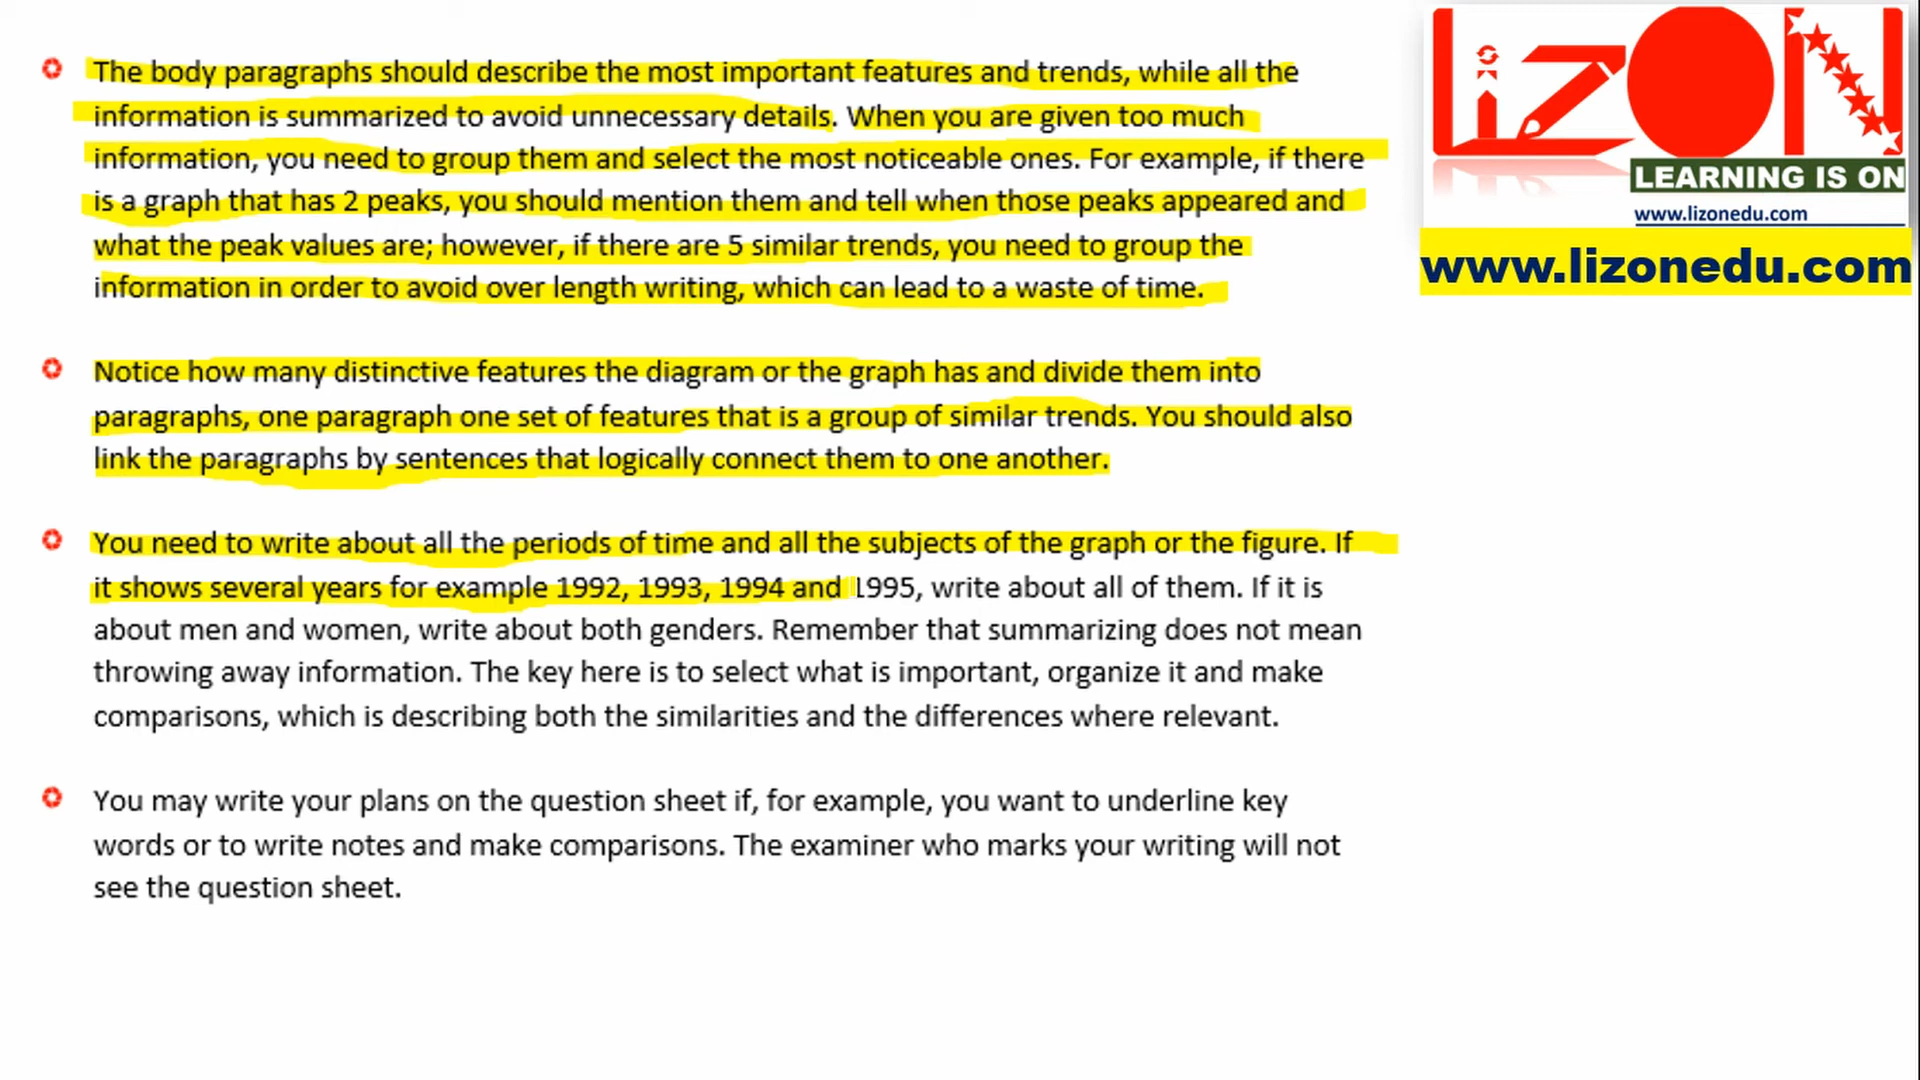 The body paragraphs should describe the most important features and trends, while all the
information is summarized to avoid unnecessary details. When you are given too much
information, you need to group them and select the most noticeable ones. For example, if there
is a graph that has 2 peaks, you should mention them and tell when those peaks appeared and
what the peak values are; however, if there are 5 similar trends, you need to group the
information in order to avoid over length writing, which can lead to a waste of time.
Notice how many distinctive features the diagram or the graph has and divide them into
paragraphs, one paragraph one set of features that is a group of similar trends. You should also
link the paragraphs by sentences that logically connect them to one another.
You need to write about all the periods of time and all the subjects of the graph or the figure. If
it shows several years for example 1992, 1993, 1994 and 1995, write about all of them. If it is
about men and women, write about both genders. Remember that summarizing does not mean
throwing away information. The key here is to select what is important, organize it and make
comparisons, which is describing both the similarities and the differences where relevant.
You may write your plans on the question sheet if, for example, you want to underline key
words or to write notes and make comparisons. The examiner who marks your writing will not
see the question sheet.
LiZON
LEARNING IS ON
www.lizonedu.com
www.lizonedu.com